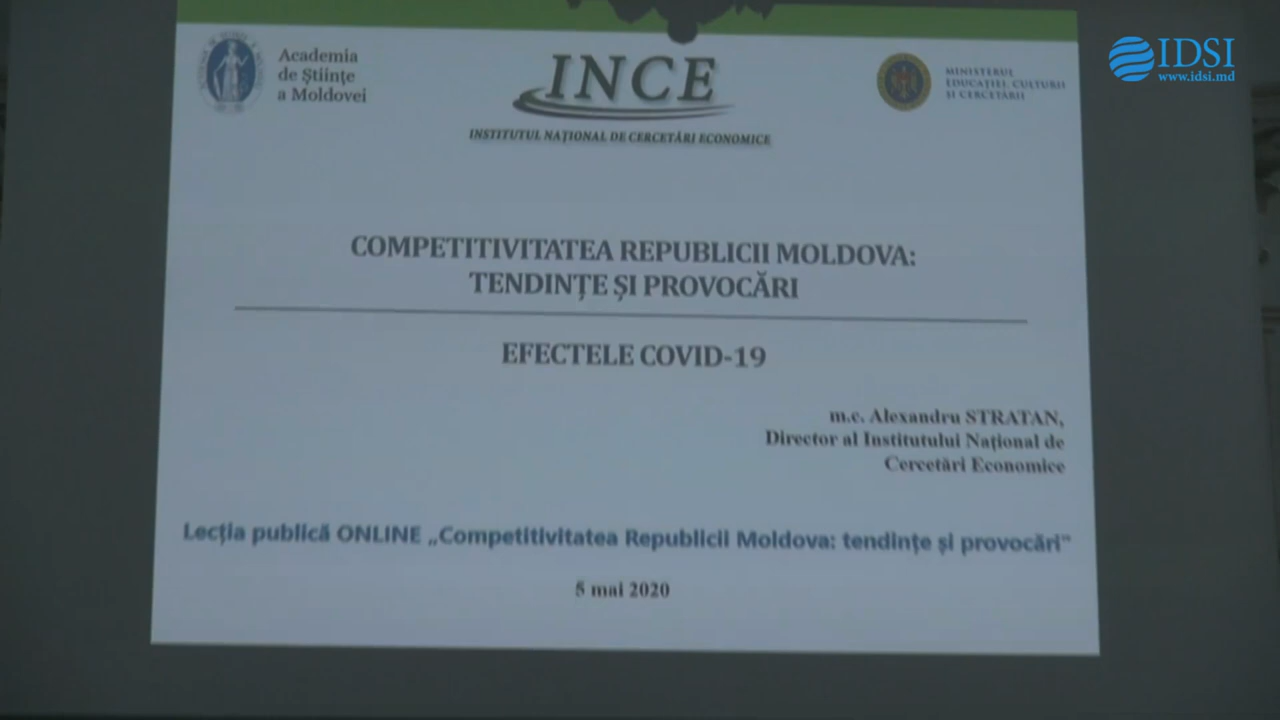 Academia
de Științe
a Moldovei
INCE
INSTITUTUL NAȚIONAL DE CERCETĂRI ECONOMICE
MINISTERUL
EDUCAȚIEI, CULTURII
ȘI CERCETĂRII
IDSI
www.idsi.md
COMPETITIVITATEA REPUBLICII MOLDOVA:
TENDINȚE ȘI PROVOCĂRI
EFECTELE COVID-19
m.c. Alexandru STRATAN,
Director al Institutului Național de
Cercetări Economice
Lecția publică ONLINE „Competitivitatea Republicii Moldova: tendințe și provocări”
5 mai 2020